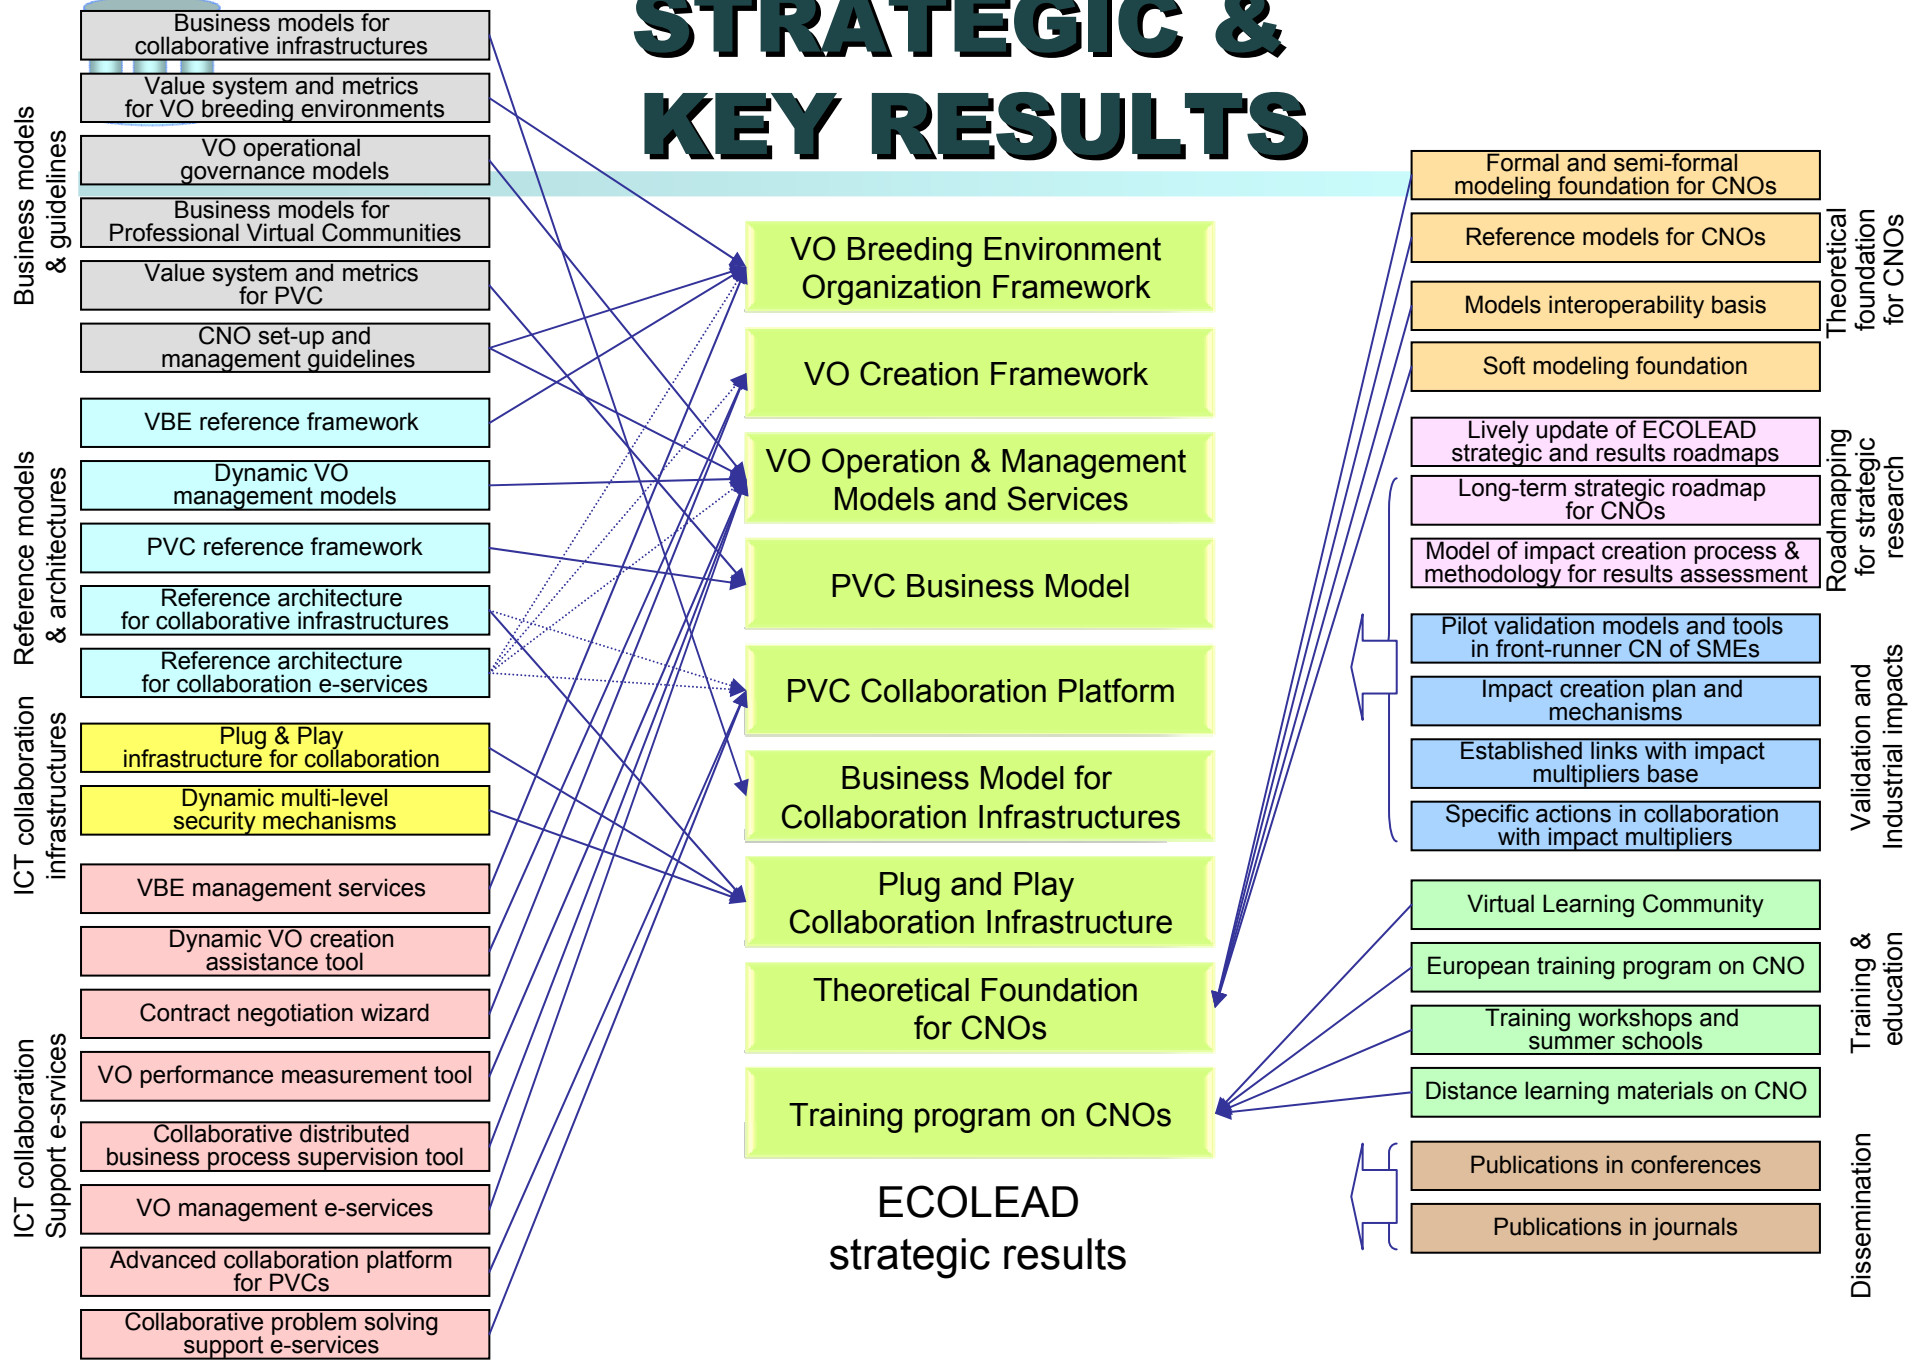 STRATEGIC &
KEY RESULTS
Business models
& guidelines
Business models for
collaborative infrastructures
Value system and metrics
for VO breeding environments
VO operational
governance models
Business models for
Professional Virtual Communities
Value system and metrics
for PVC
CNO set-up and
management guidelines
Reference models
& architectures
VBE reference framework
Dynamic VO
management models
PVC reference framework
Reference architecture
for collaborative infrastructures
Reference architecture
for collaboration e-services
ICT collaboration
infrastructures
Plug & Play
infrastructure for collaboration
Dynamic multi-level
security mechanisms
ICT collaboration
Support e-srvices
VBE management services
Dynamic VO creation
assistance tool
Contract negotiation wizard
VO performance measurement tool
Collaborative distributed
business process supervision tool
VO management e-services
Advanced collaboration platform
for PVCs
Collaborative problem solving
support e-services
VO Breeding Environment
Organization Framework
VO Creation Framework
VO Operation & Management
Models and Services
PVC Business Model
PVC Collaboration Platform
Business Model for
Collaboration Infrastructures
Plug and Play
Collaboration Infrastructure
Theoretical Foundation
for CNOs
Training program on CNOs
ECOLEAD
strategic results
Formal and semi-formal
modeling foundation for CNOs
Reference models for CNOs
Models interoperability basis
Soft modeling foundation
Theoretical
foundation
for CNOs
Lively update of ECOLEAD
strategic and results roadmaps
Long-term strategic roadmap
for CNOs
Model of impact creation process &
methodology for results assessment
Roadmapping
for strategic
research
Pilot validation models and tools
in front-runner CN of SMEs
Impact creation plan and
mechanisms
Established links with impact
multipliers base
Specific actions in collaboration
with impact multipliers
Validation and
Industrial impacts
Virtual Learning Community
European training program on CNO
Training workshops and
summer schools
Distance learning materials on CNO
Training &
education
Publications in conferences
Publications in journals
Dissemination